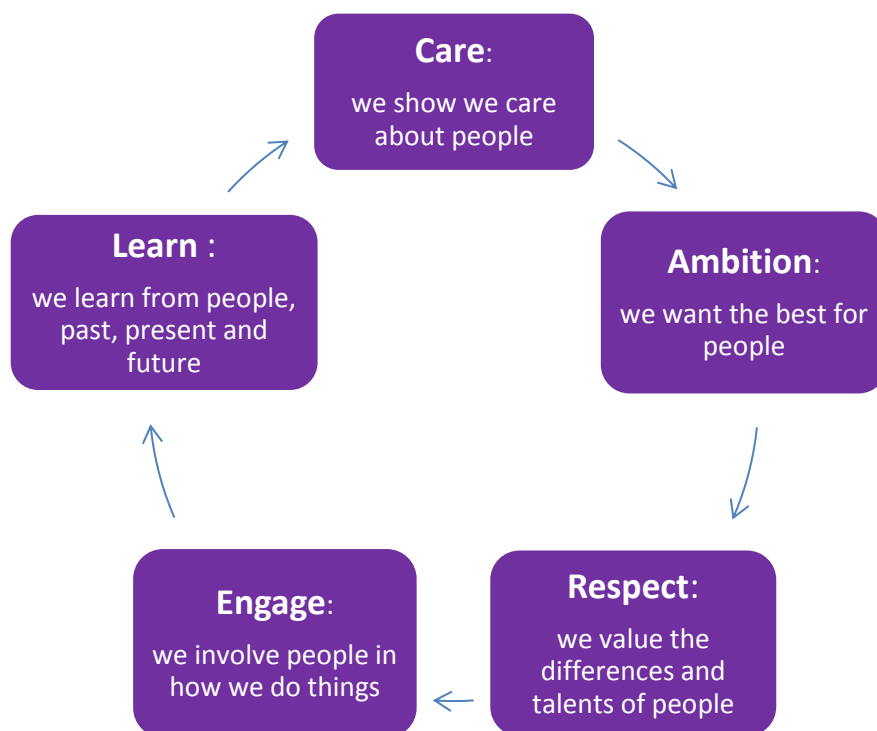 Care:
we show we care
about people
Ambition:
we want the best for
people
Respect:
we value the
differences and
talents of people
Engage:
we involve people in
how we do things
Learn :
we learn from people,
past, present and
future